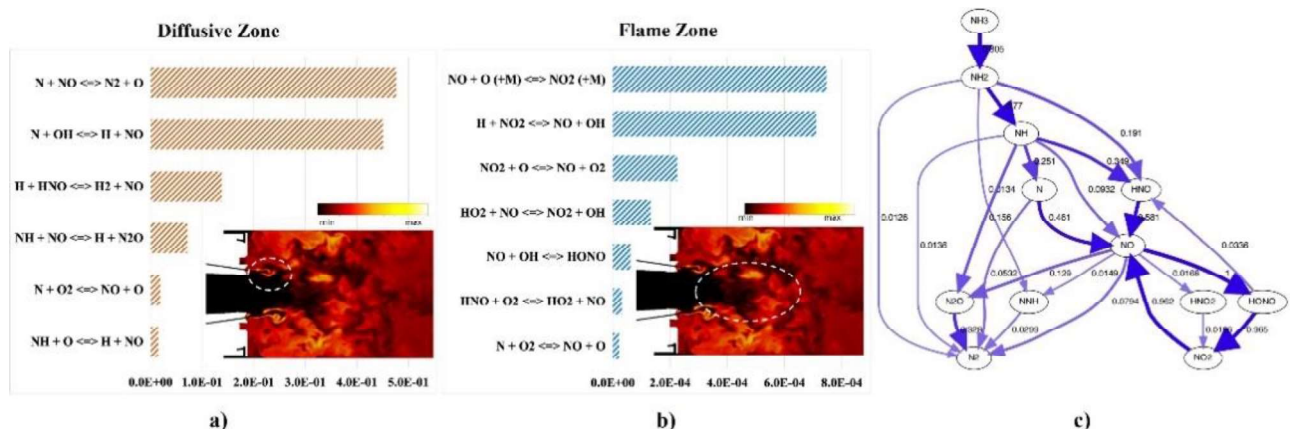 Diffusive Zone
N + NO <=> N2 + O
N + OH <=> H + NO
H + HNO <=> H2 + NO
NH + NO <=> H + N2O
N + O2 <=> NO + O
NH + O <=> H + NO
min
max
0.0E+00
1.0E-01
2.0E-01
3.0E-01
4.0E-01
5.0E-01
a)
Flame Zone
NO + O (+M) <=> NO2 (+M)
H + NO2 <=> NO + OH
NO2 + O <=> NO + O2
HO2 + NO <=> NO2 + OH
NO + OH <=> HONO
HNO + O2 <=> HO2 + NO
N + O2 <=> NO + O
min
max
0.0E+00
2.0E-04
4.0E-04
6.0E-04
8.0E-04
b)
NH3
NH2
0.191
NH
0.251
0.349
0.0134
0.0932
N
HNO
0.0126
0.0136
0.156
0.481
NO
0.0336
0.0532
0.129
0.0149
0.0166
1
N2O
NNH
HNO2
HONO
0.0794
0.962
0.0209
0.965
N2
NO2
c)